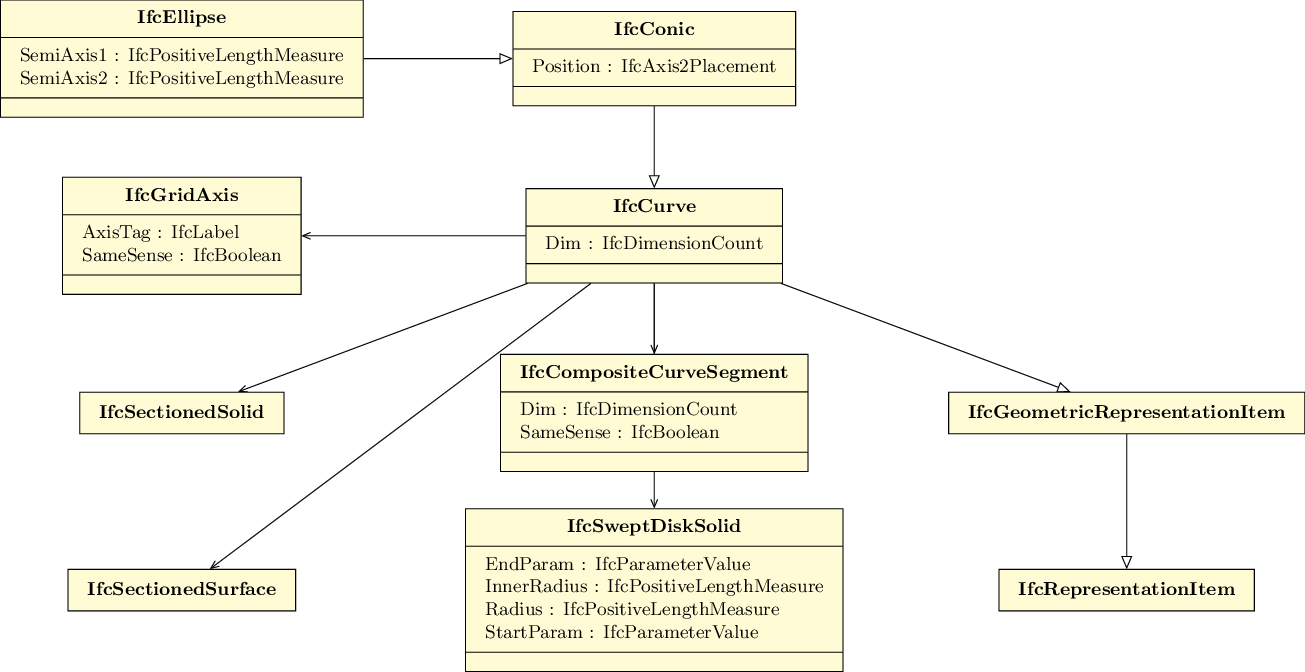 IfcEllipse
SemiAxis1 : IfcPositiveLengthMeasure
SemiAxis2 : IfcPositiveLengthMeasure
IfcConic
Position : IfcAxis2Placement
IfcGridAxis
AxisTag : IfcLabel
SameSense : IfcBoolean
IfcCurve
Dim : IfcDimensionCount
IfcSectionedSolid
IfcCompositeCurveSegment
Dim : IfcDimensionCount
SameSense : IfcBoolean
IfcGeometricRepresentationItem
IfcSectionedSurface
IfcSweptDiskSolid
EndParam : IfcParameterValue
InnerRadius : IfcPositiveLengthMeasure
Radius : IfcPositiveLengthMeasure
StartParam : IfcParameterValue
IfcRepresentationItem